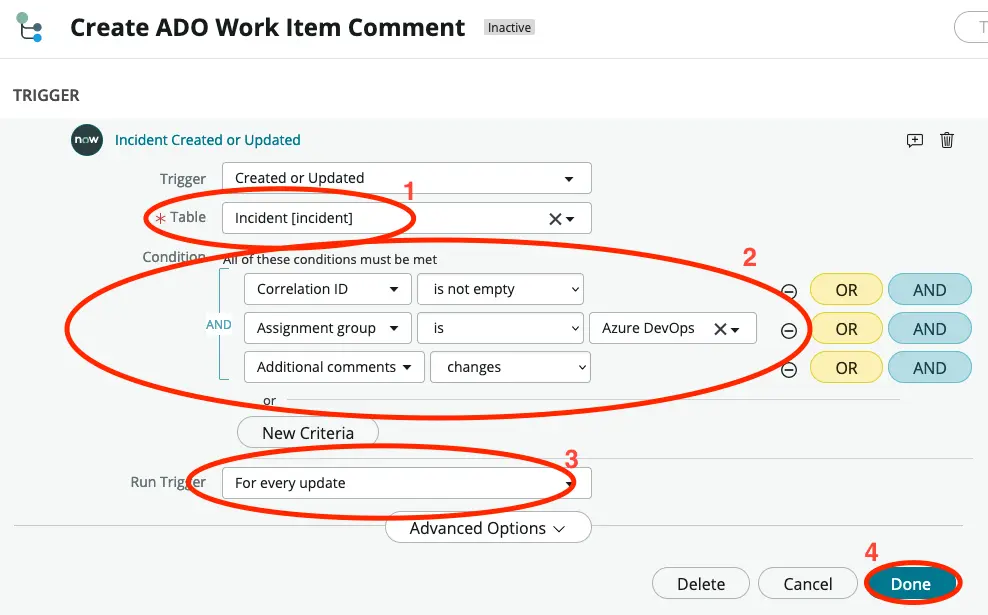 Create ADO Work Item Comment Inactive T
TRIGGER
now Incident Created or Updated
Trigger Created or Updated
1
* Table Incident [incident]
Condition All of these conditions must be met
2
Correlation ID is not empty OR AND
AND Assignment group is Azure DevOps OR AND
Additional comments changes OR AND
or
New Criteria
3
Run Trigger For every update
Advanced Options
4
Delete Cancel Done